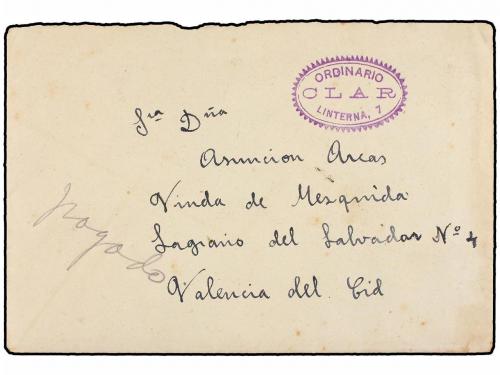 ORDINARIO
CLAR
LINTERNA, 7
Sra Dña
Asuncion Arcas
Viuda de Mesquida
del Salvador Nº 4
Valencia del Cid
Pagado